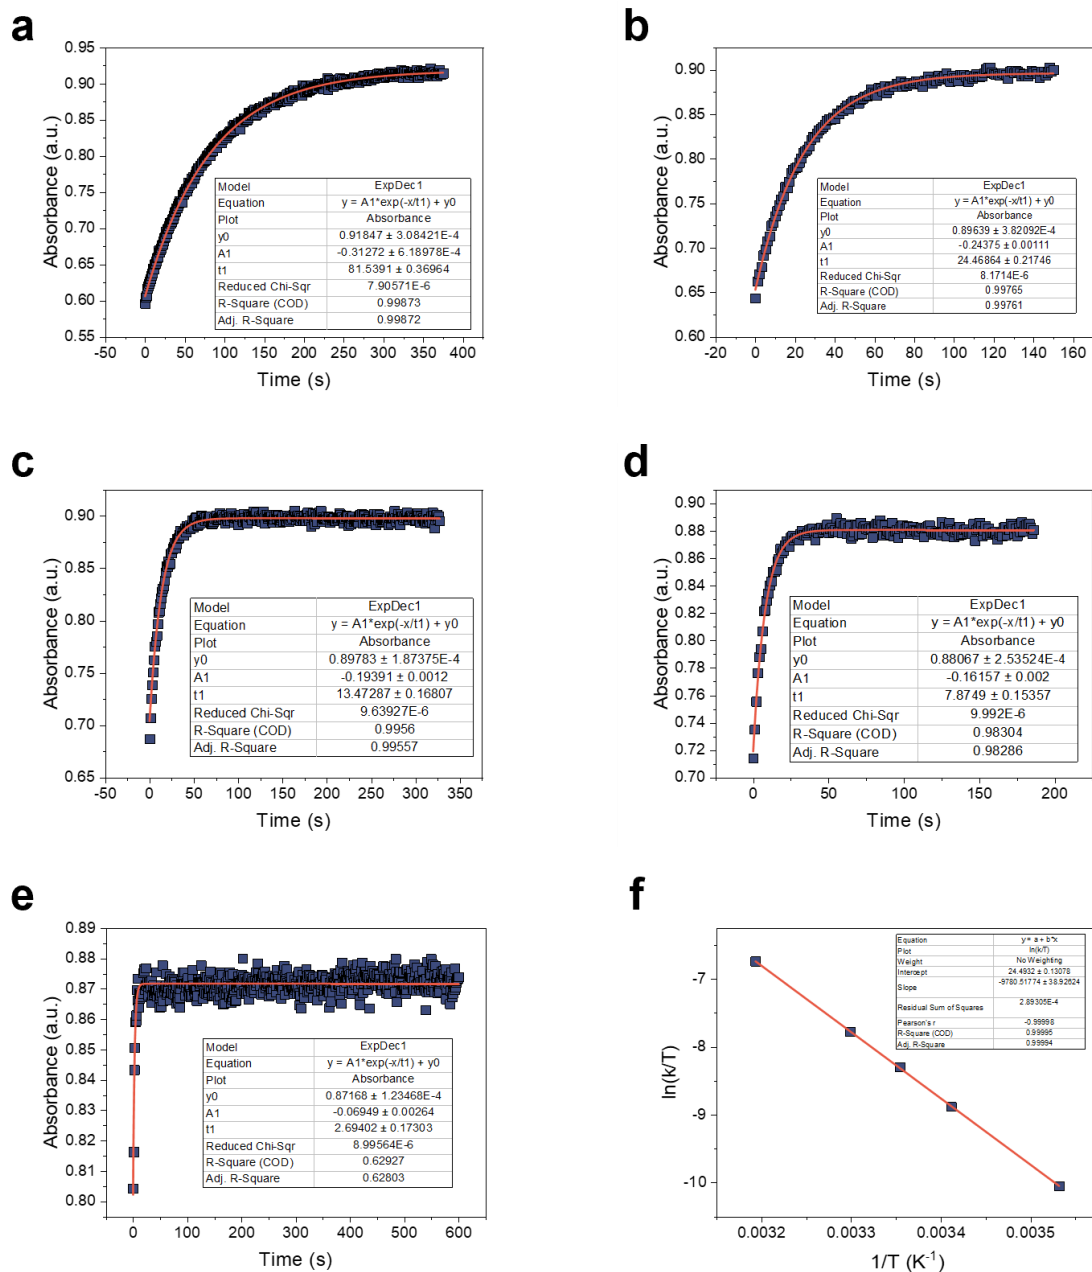 a
0.95
0.90
0.85
0.80
0.75
0.70
0.65
0.60
0.55
-50 0 50 100 150 200 250 300 350 400
Absorbance (a.u.)
Time (s)
Model ExpDec1
Equation y = A1*exp(-x/t1) + y0
Plot Absorbance
y0 0.91847 ± 3.08421E-4
A1 -0.31272 ± 6.18978E-4
t1 81.5391 ± 0.36964
Reduced Chi-Sqr 7.90571E-6
R-Square (COD) 0.99873
Adj. R-Square 0.99872
b
0.90
0.85
0.80
0.75
0.70
0.65
0.60
-20 0 20 40 60 80 100 120 140 160
Absorbance (a.u.)
Time (s)
Model ExpDec1
Equation y = A1*exp(-x/t1) + y0
Plot Absorbance
y0 0.89639 ± 3.82092E-4
A1 -0.24375 ± 0.00111
t1 24.46864 ± 0.21746
Reduced Chi-Sqr 8.1714E-6
R-Square (COD) 0.99765
Adj. R-Square 0.99761
c
0.90
0.85
0.80
0.75
0.70
0.65
-50 0 50 100 150 200 250 300 350
Absorbance (a.u.)
Time (s)
Model ExpDec1
Equation y = A1*exp(-x/t1) + y0
Plot Absorbance
y0 0.89783 ± 1.87375E-4
A1 -0.19391 ± 0.0012
t1 13.47287 ± 0.16807
Reduced Chi-Sqr 9.63927E-6
R-Square (COD) 0.9956
Adj. R-Square 0.99557
d
0.90
0.88
0.86
0.84
0.82
0.80
0.78
0.76
0.74
0.72
0.70
0 50 100 150 200
Absorbance (a.u.)
Time (s)
Model ExpDec1
Equation y = A1*exp(-x/t1) + y0
Plot Absorbance
y0 0.88067 ± 2.53524E-4
A1 -0.16157 ± 0.002
t1 7.8749 ± 0.15357
Reduced Chi-Sqr 9.992E-6
R-Square (COD) 0.98304
Adj. R-Square 0.98286
e
0.89
0.88
0.87
0.86
0.85
0.84
0.83
0.82
0.81
0.80
0 100 200 300 400 500 600
Absorbance (a.u.)
Time (s)
Model ExpDec1
Equation y = A1*exp(-x/t1) + y0
Plot Absorbance
y0 0.87168 ± 1.23468E-4
A1 -0.06949 ± 0.00264
t1 2.69402 ± 0.17303
Reduced Chi-Sqr 8.99564E-6
R-Square (COD) 0.62927
Adj. R-Square 0.62803
f
-7
-8
-9
-10
0.0032 0.0033 0.0034 0.0035
ln(k/T)
1/T (K⁻¹)
Equation y = a + b*x
Plot ln(k/T)
Weight No Weighting
Intercept 24.4932 ± 0.13078
Slope -9780.51774 ± 38.92624
Residual Sum of Squares 2.89305E-4
Pearson's r -0.99998
R-Square (COD) 0.99995
Adj. R-Square 0.99994